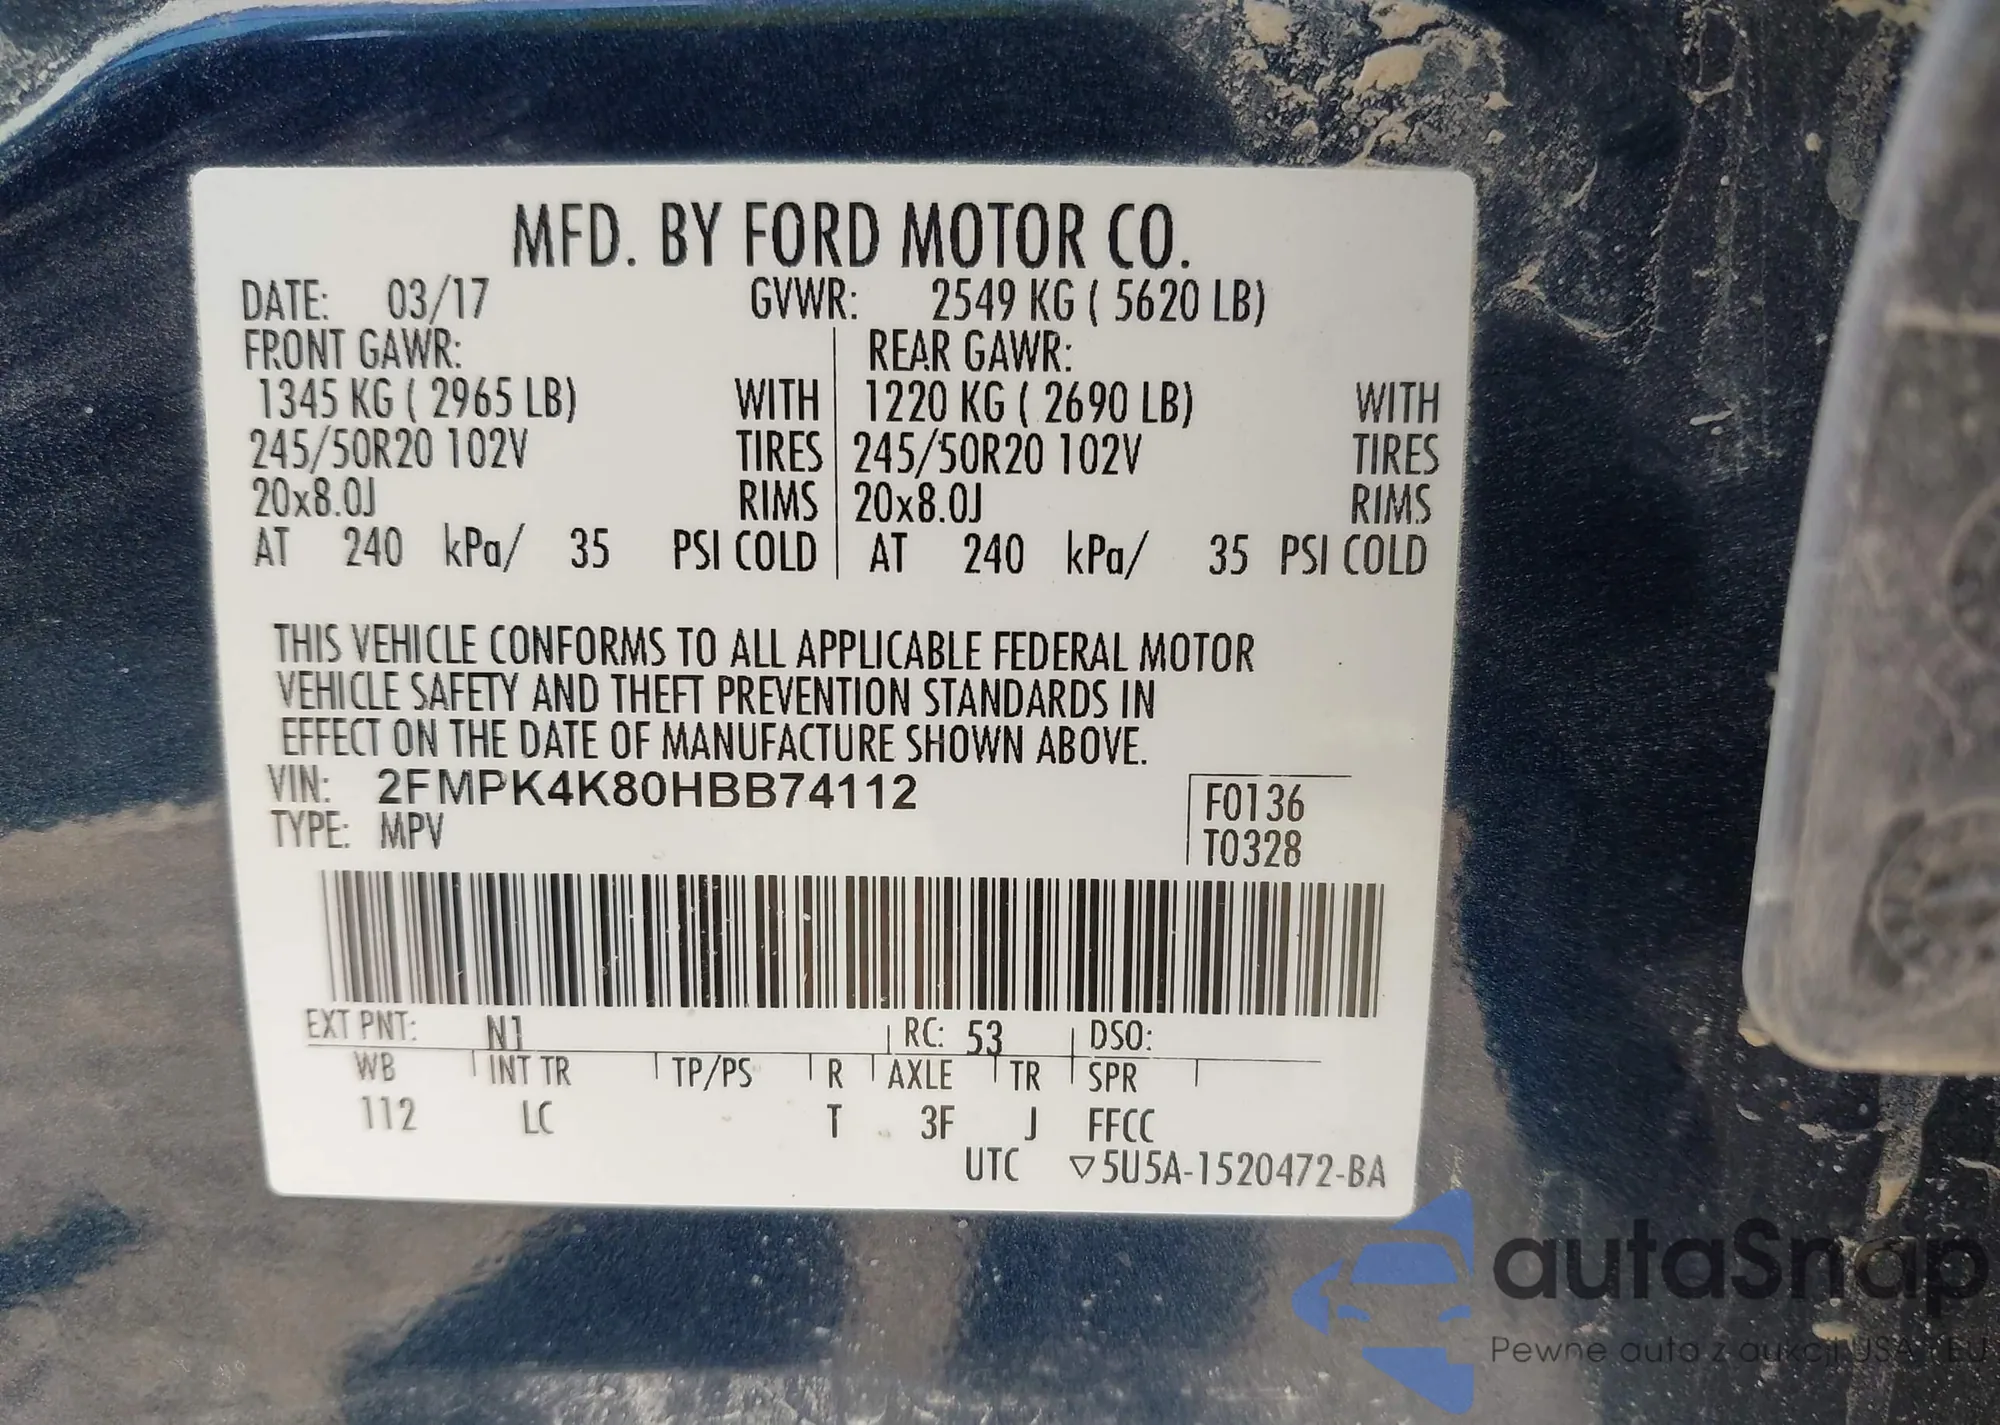 MFD. BY FORD MOTOR CO.
DATE: 03/17 GVWR: 2549 KG ( 5620 LB)
FRONT GAWR: REAR GAWR:
1345 KG ( 2965 LB) WITH 1220 KG ( 2690 LB) WITH
245/50R20 102V TIRES 245/50R20 102V TIRES
20x8.0J RIMS 20x8.0J RIMS
AT 240 kPa/ 35 PSI COLD AT 240 kPa/ 35 PSI COLD
THIS VEHICLE CONFORMS TO ALL APPLICABLE FEDERAL MOTOR
VEHICLE SAFETY AND THEFT PREVENTION STANDARDS IN
EFFECT ON THE DATE OF MANUFACTURE SHOWN ABOVE.
VIN: 2FMPK4K80HBB74112
F0136
TYPE: MPV
T0328
EXT PNT: N1 RC: 53 DSO:
WB INT TR TP/PS R AXLE TR SPR
112 LC T 3F J FFCC
UTC ▽5U5A-1520472-BA
autaSnap
Pewne auta z aukcji USA i EU